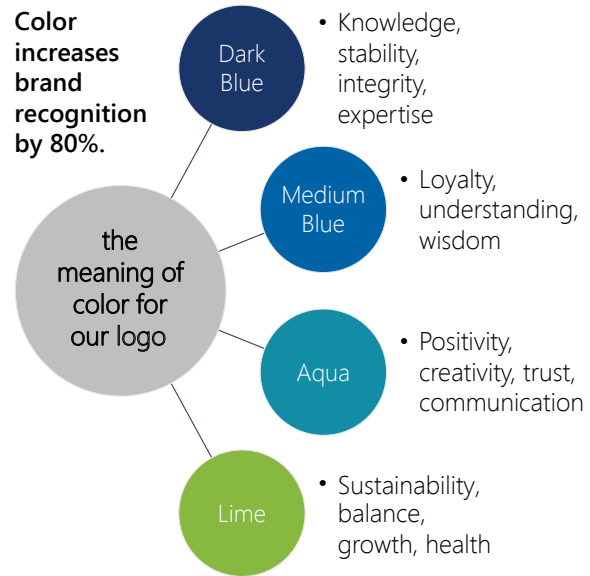 Color
increases
brand
recognition
by 80%.
the
meaning of
color for
our logo
Dark
Blue
• Knowledge,
stability,
integrity,
expertise
Medium
Blue
• Loyalty,
understanding,
wisdom
Aqua
• Positivity,
creativity, trust,
communication
Lime
• Sustainability,
balance,
growth, health